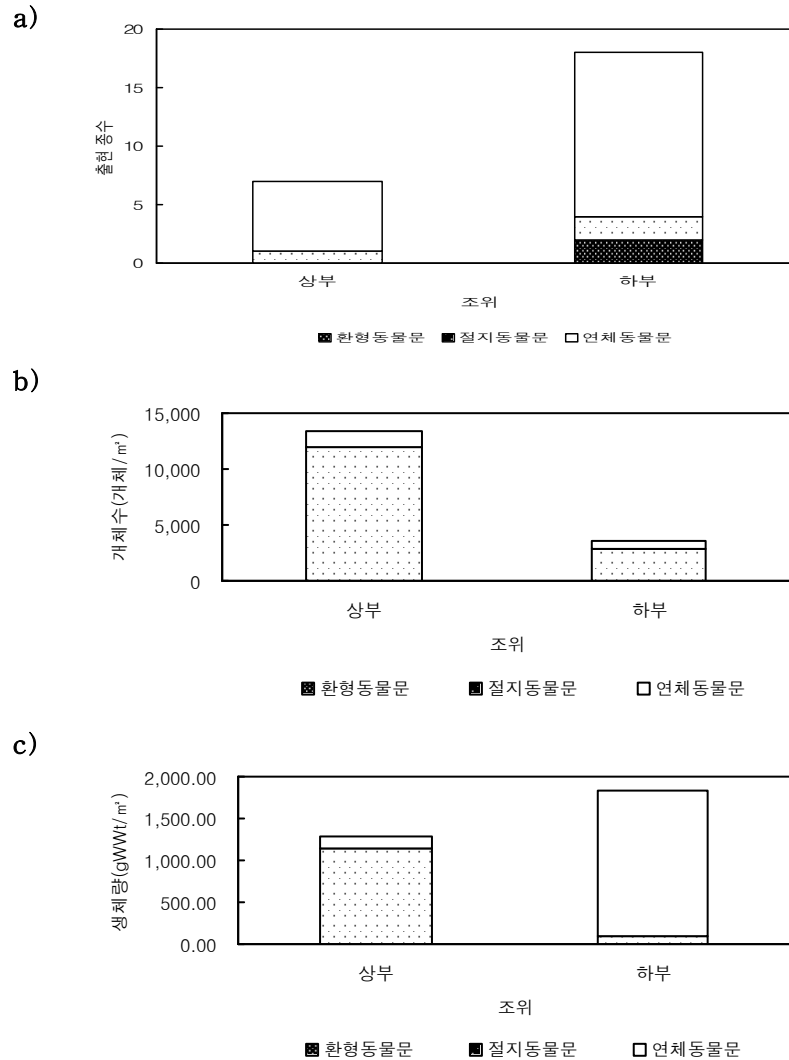 a)
20
15
10
5
0
출현 종수
상부 하부
조위
환형동물문 절지동물문 연체동물문
b)
15,000
10,000
5,000
0
개체수(개체/㎡)
상부 하부
조위
환형동물문 절지동물문 연체동물문
c)
2,000.00
1,500.00
1,000.00
500.00
0.00
생체량(gWWt/㎡)
상부 하부
조위
환형동물문 절지동물문 연체동물문